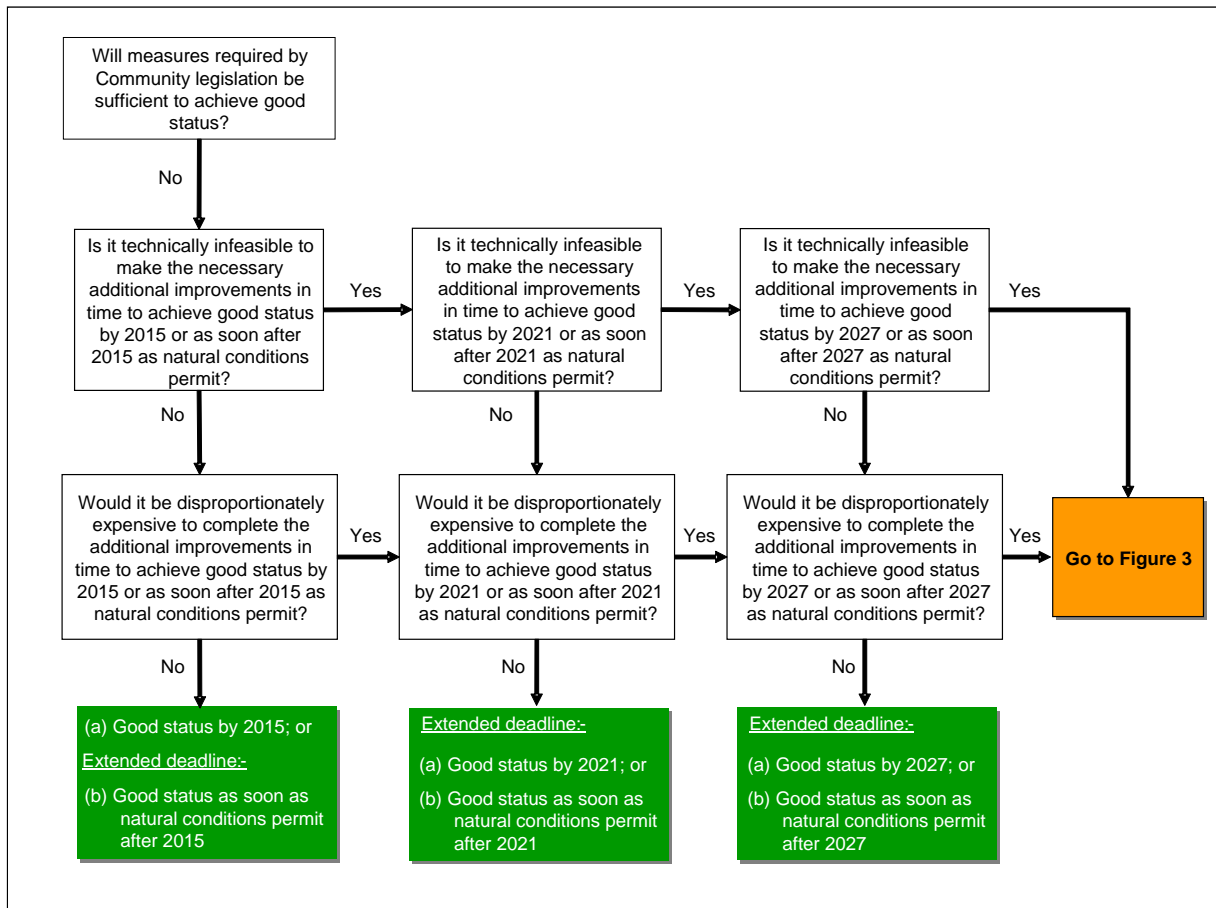 Will measures required by
Community legislation be
sufficient to achieve good
status?
No
Is it technically infeasible to
make the necessary
additional improvements in
time to achieve good status
by 2015 or as soon after
2015 as natural conditions
permit?
Yes
Is it technically infeasible
to make the necessary
additional improvements
in time to achieve good
status by 2021 or as soon
after 2021 as natural
conditions permit?
Yes
Is it technically infeasible
to make the necessary
additional improvements in
time to achieve good
status by 2027 or as soon
after 2027 as natural
conditions permit?
Yes
No
No
No
Would it be disproportionately
expensive to complete the
additional improvements in
time to achieve good status by
2015 or as soon after 2015 as
natural conditions permit?
Yes
Would it be disproportionately
expensive to complete the
additional improvements in
time to achieve good status
by 2021 or as soon after 2021
as natural conditions permit?
Yes
Would it be disproportionately
expensive to complete the
additional improvements in
time to achieve good status
by 2027 or as soon after 2027
as natural conditions permit?
Yes
Go to Figure 3
No
No
No
(a) Good status by 2015; or
Extended deadline:-
(b) Good status as soon as
natural conditions permit
after 2015
Extended deadline:-
(a) Good status by 2021; or
(b) Good status as soon as
natural conditions permit
after 2021
Extended deadline:-
(a) Good status by 2027; or
(b) Good status as soon as
natural conditions permit
after 2027